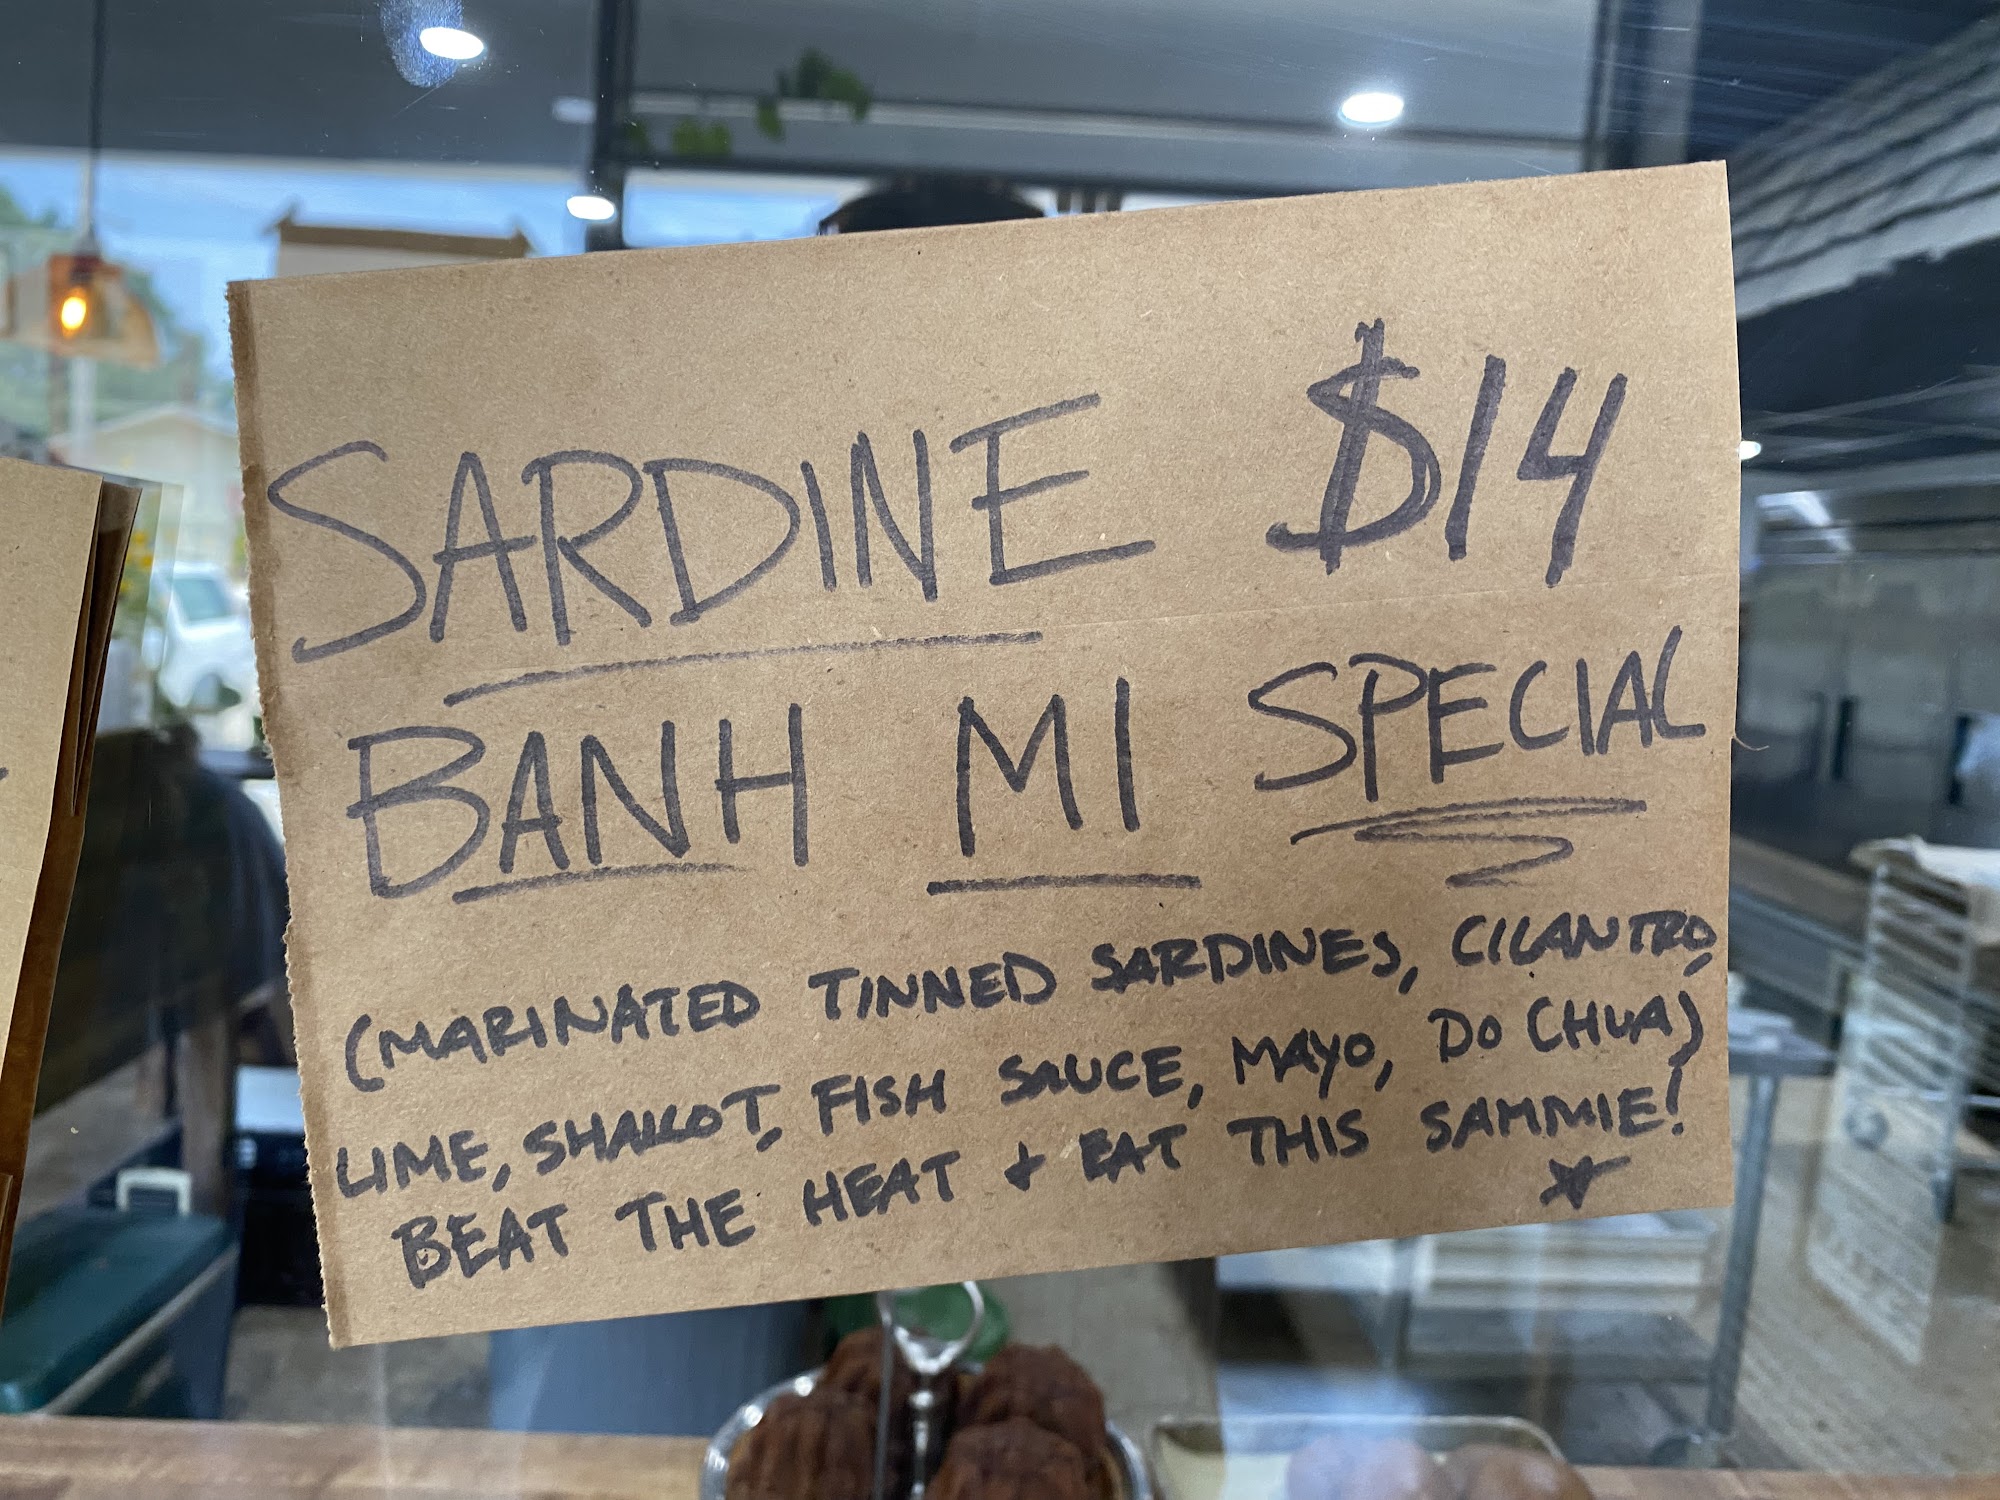 SARDINE $14
BANH MI SPECIAL
(MARINATED TINNED SARDINES, CILANTRO,
LIME, SHALLOT, FISH SAUCE, MAYO, DO CHUA)
BEAT THE HEAT + EAT THIS SAMMIE!